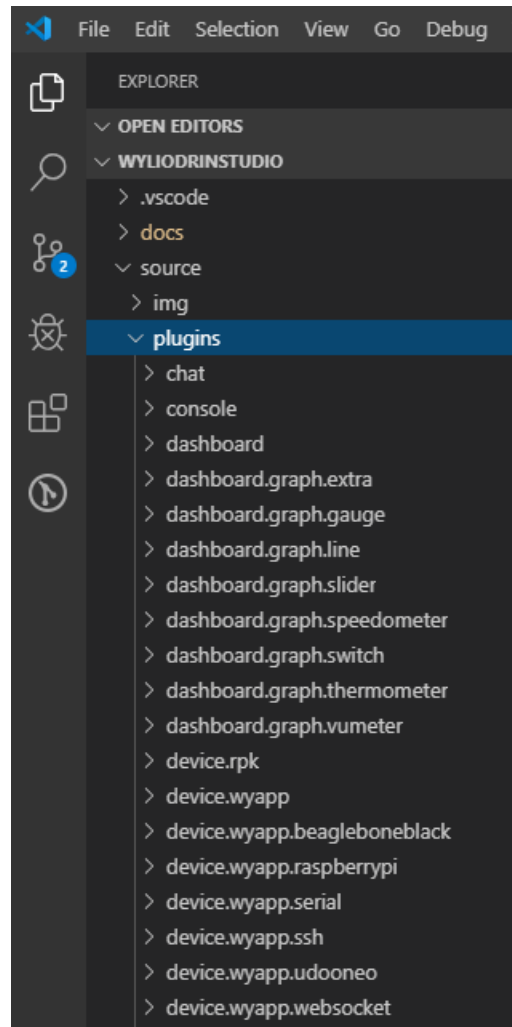 File Edit Selection View Go Debug
EXPLORER
OPEN EDITORS
WYLIODRINSTUDIO
.vscode
docs
source
2
img
plugins
chat
console
dashboard
dashboard.graph.extra
dashboard.graph.gauge
dashboard.graph.line
dashboard.graph.slider
dashboard.graph.speedometer
dashboard.graph.switch
dashboard.graph.thermometer
dashboard.graph.vumeter
device.rpk
device.wyapp
device.wyapp.beagleboneblack
device.wyapp.raspberrypi
device.wyapp.serial
device.wyapp.ssh
device.wyapp.udooneo
device.wyapp.websocket